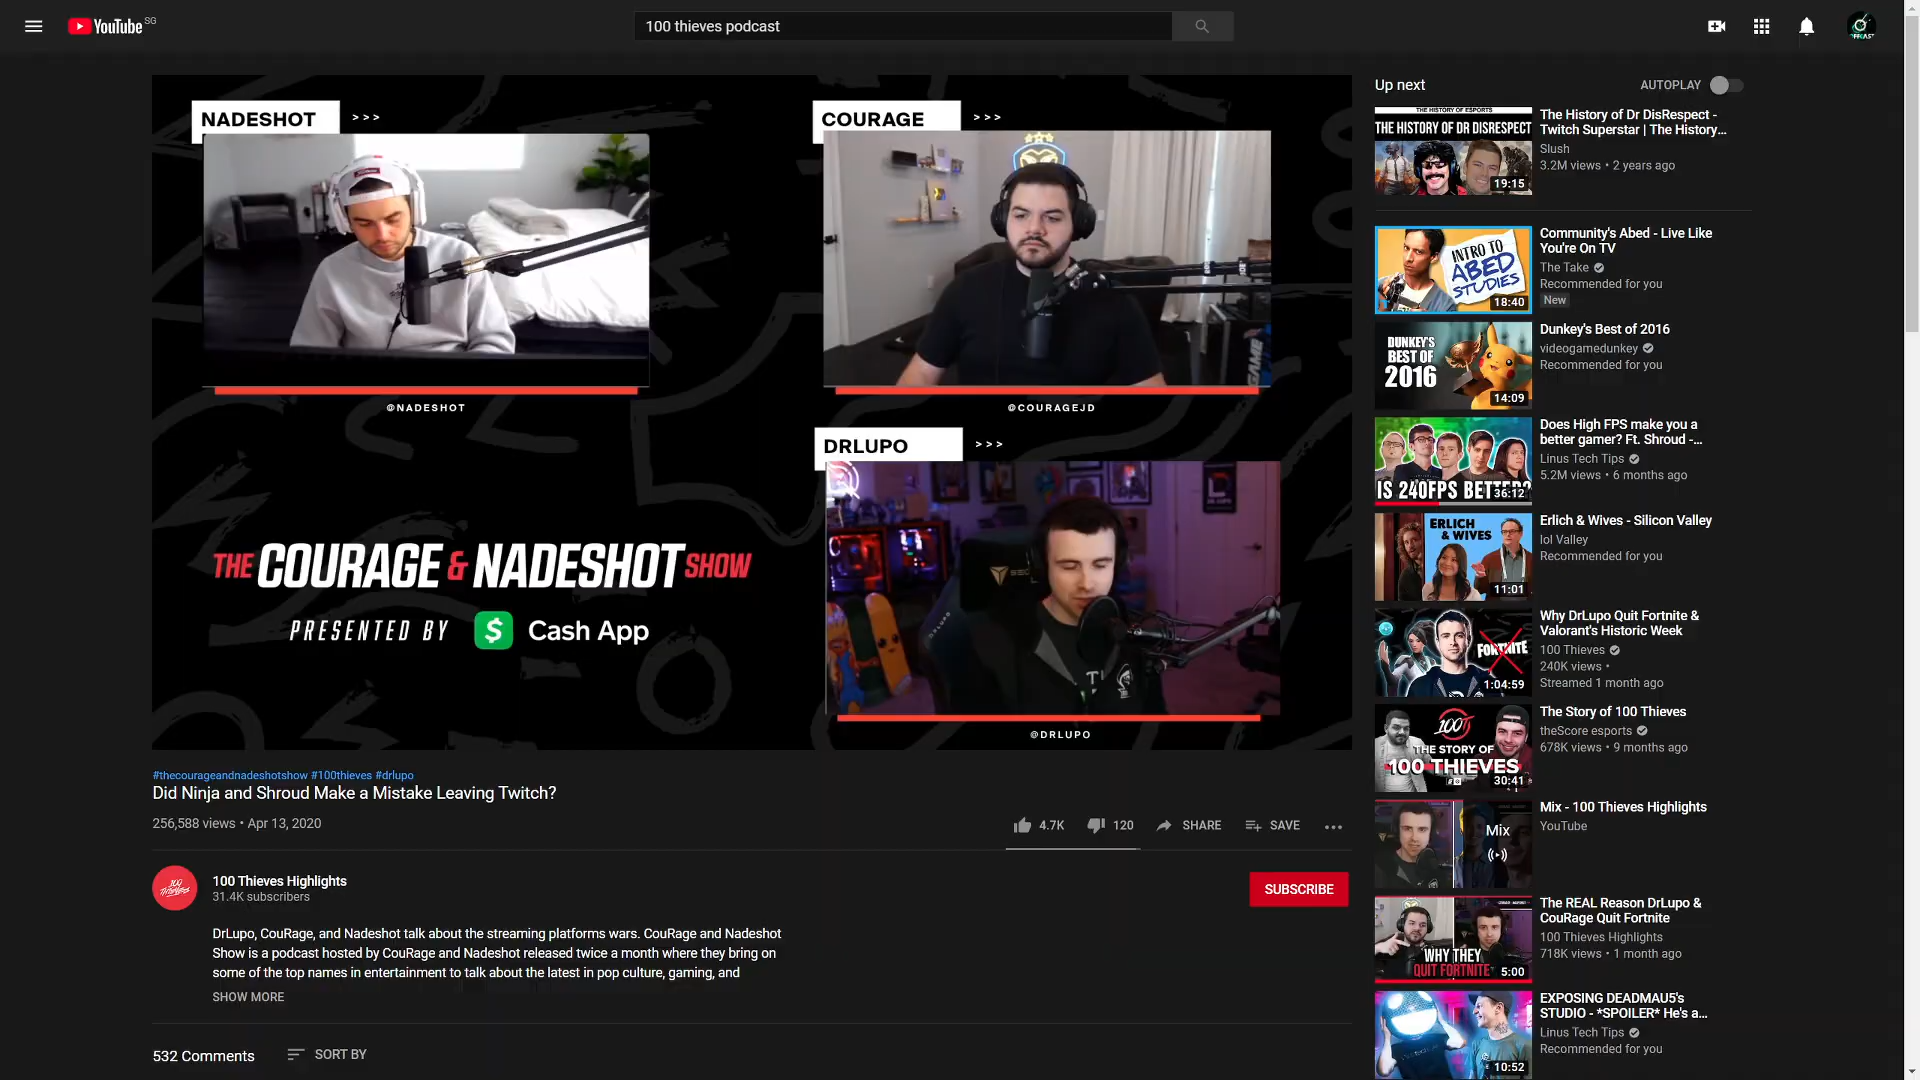 YouTube SG
100 thieves podcast
NADESHOT >>>
COURAGE >>>
@NADESHOT
@COURAGEJD
DRLUPO >>>
THE COURAGE & NADESHOT SHOW
PRESENTED BY $ Cash App
@DRLUPO
#thecourageandnadeshotshow #100thieves #drlupo
Did Ninja and Shroud Make a Mistake Leaving Twitch?
256,588 views • Apr 13, 2020
4.7K
120
SHARE
SAVE
100 Thieves Highlights
31.4K subscribers
SUBSCRIBE
DrLupo, CouRage, and Nadeshot talk about the streaming platforms wars. CouRage and Nadeshot
Show is a podcast hosted by CouRage and Nadeshot released twice a month where they bring on
some of the top names in entertainment to talk about the latest in pop culture, gaming, and
SHOW MORE
532 Comments
SORT BY
Up next
AUTOPLAY
THE HISTORY OF ESPORTS
THE HISTORY OF DR DISRESPECT
19:15
The History of Dr DisRespect -
Twitch Superstar | The History...
Slush
3.2M views • 2 years ago
INTRO TO
ABED
STUDIES
18:40
Community's Abed - Live Like
You're On TV
The Take
Recommended for you
New
DUNKEY'S
BEST OF
2016
14:09
Dunkey's Best of 2016
videogamedunkey
Recommended for you
IS 240FPS BETTER?
36:12
Does High FPS make you a
better gamer? Ft. Shroud -...
Linus Tech Tips
5.2M views • 6 months ago
ERLICH
& WIVES
11:01
Erlich & Wives - Silicon Valley
lol Valley
Recommended for you
FORTNITE
1:04:59
Why DrLupo Quit Fortnite &
Valorant's Historic Week
100 Thieves
240K views •
Streamed 1 month ago
100T
THE STORY OF
100 THIEVES
30:41
The Story of 100 Thieves
theScore esports
678K views • 9 months ago
Mix
Mix - 100 Thieves Highlights
YouTube
WHY THEY
QUIT FORTNITE
5:00
The REAL Reason DrLupo &
CouRage Quit Fortnite
100 Thieves Highlights
718K views • 1 month ago
10:52
EXPOSING DEADMAU5's
STUDIO - *SPOILER* He's a...
Linus Tech Tips
Recommended for you